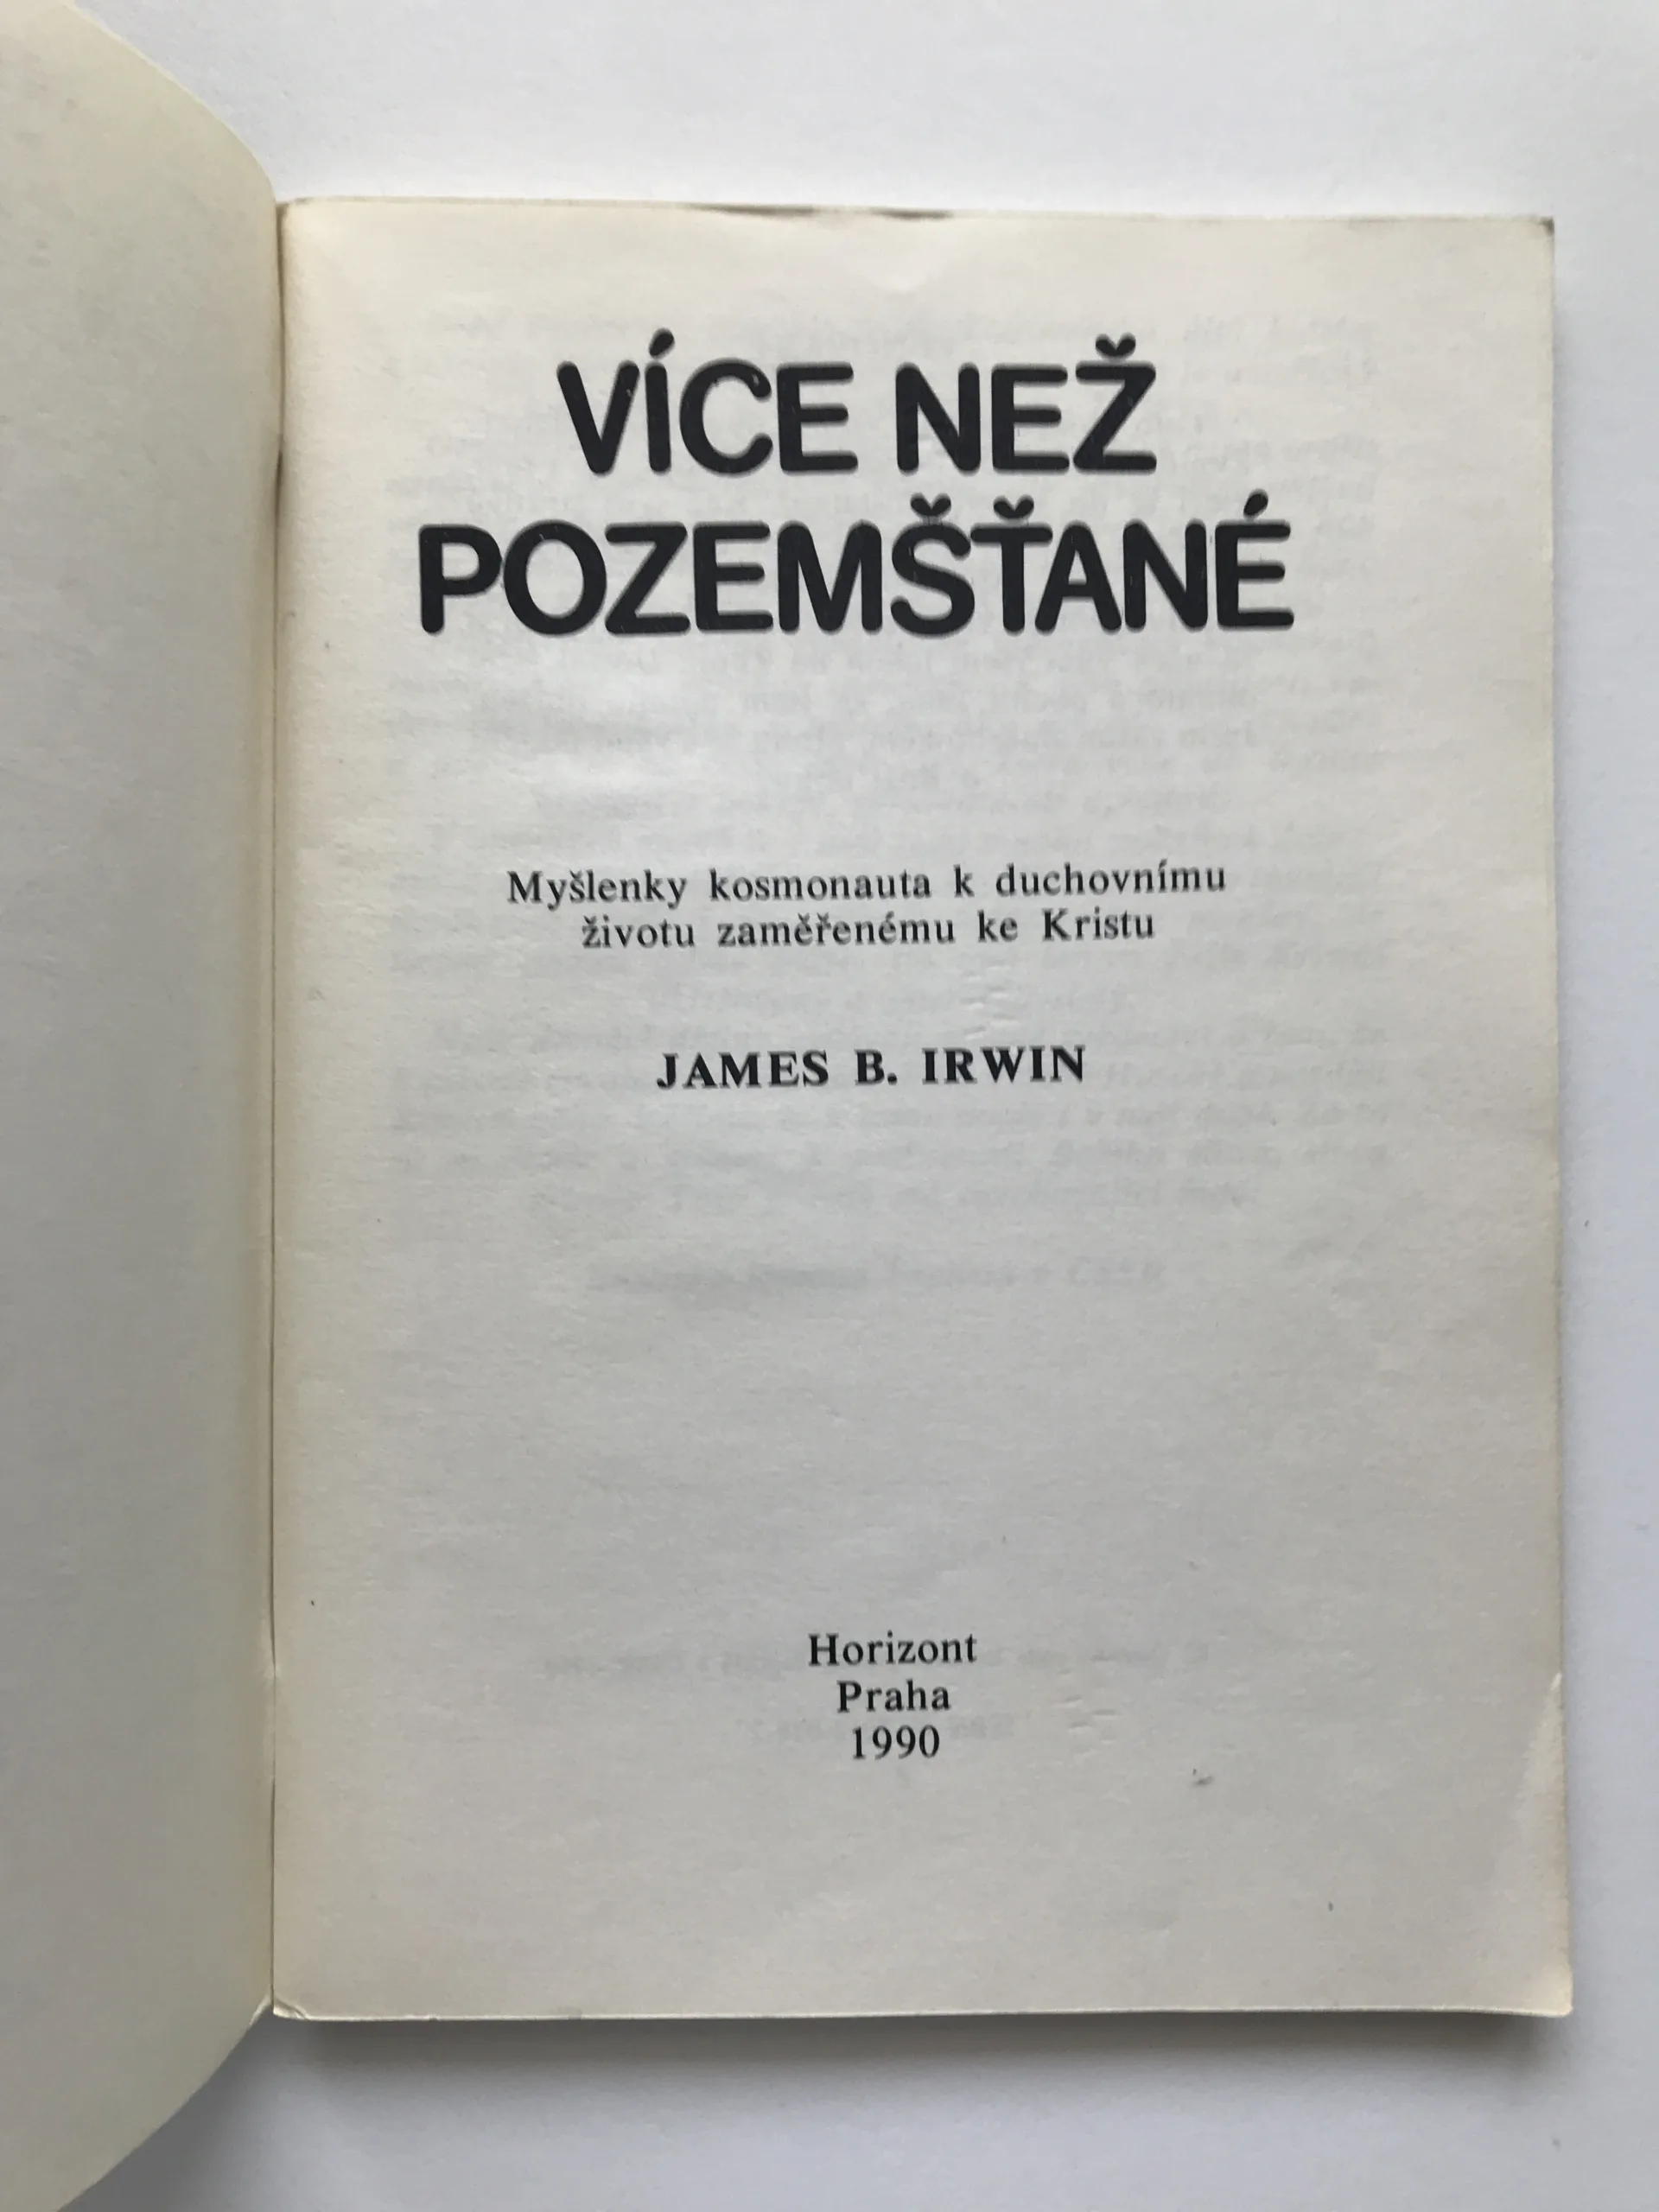 VÍCE NEŽ
POZEMŠŤANÉ
Myšlenky kosmonauta k duchovnímu
životu zaměřenému ke Kristu
JAMES B. IRWIN
Horizont
Praha
1990